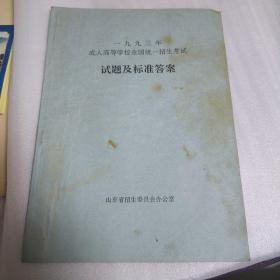 一九九三年
成人高等学校全国统一招生考试
试题及标准答案
山东省招生委员会办公室